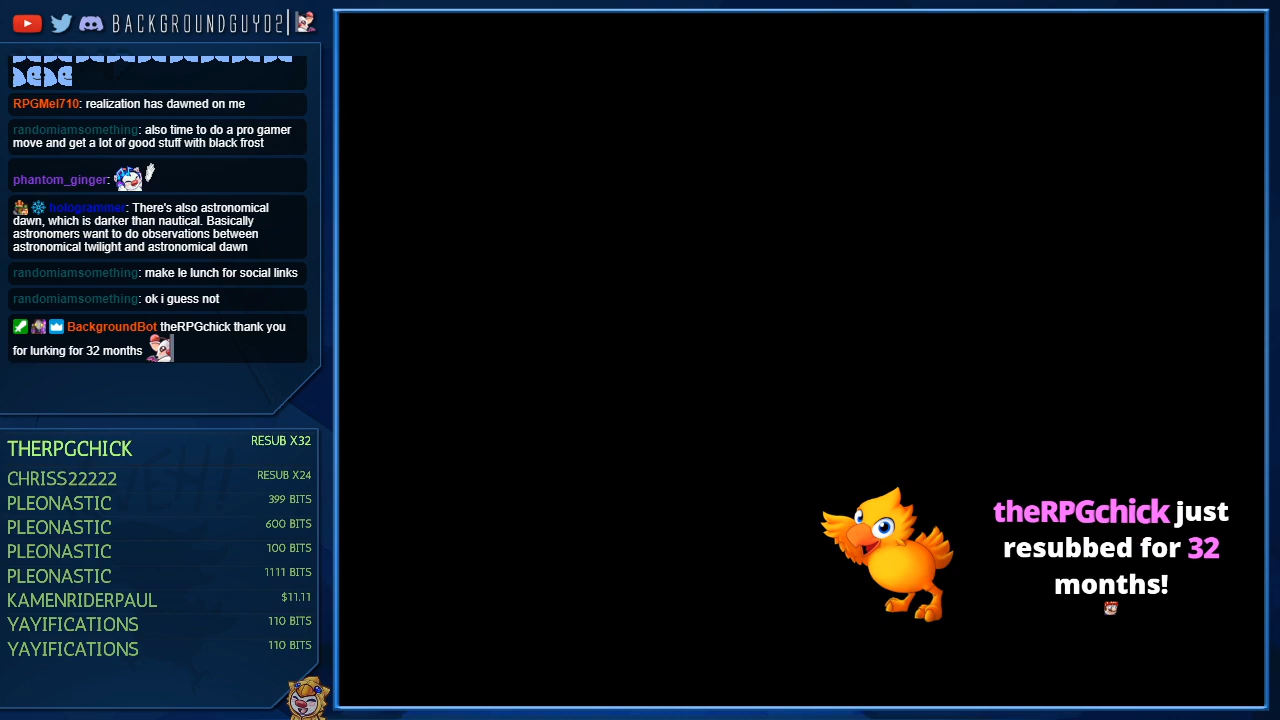 BACKGROUNDGUY02
RPGMel710: realization has dawned on me
randomiamsomething: also time to do a pro gamer
move and get a lot of good stuff with black frost
phantom_ginger:
hologrammer: There's also astronomical
dawn, which is darker than nautical. Basically
astronomers want to do observations between
astronomical twilight and astronomical dawn
randomiamsomething: make le lunch for social links
randomiamsomething: ok i guess not
BackgroundBot theRPGchick thank you
for lurking for 32 months
THERPGCHICK RESUB X32
CHRISS22222 RESUB X24
PLEONASTIC 399 BITS
PLEONASTIC 600 BITS
PLEONASTIC 100 BITS
PLEONASTIC 1111 BITS
KAMENRIDERPAUL $11.11
YAYIFICATIONS 110 BITS
YAYIFICATIONS 110 BITS
theRPGchick just
resubbed for 32
months!